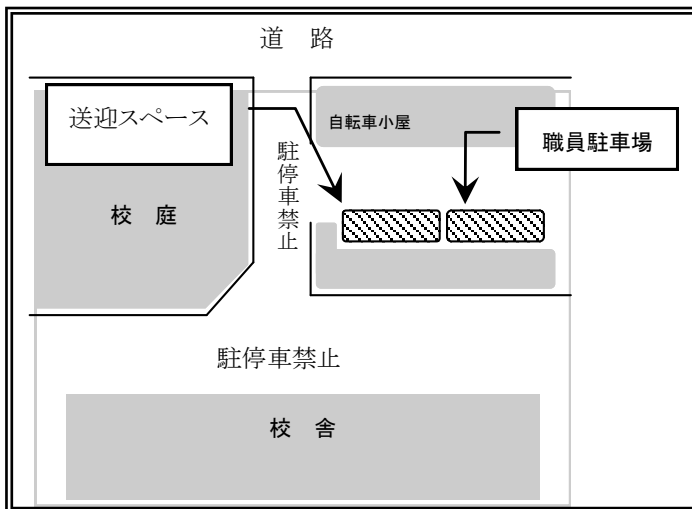 道　路
送迎スペース
自転車小屋
職員駐車場
駐停車禁止
校　庭
駐停車禁止
校　舎